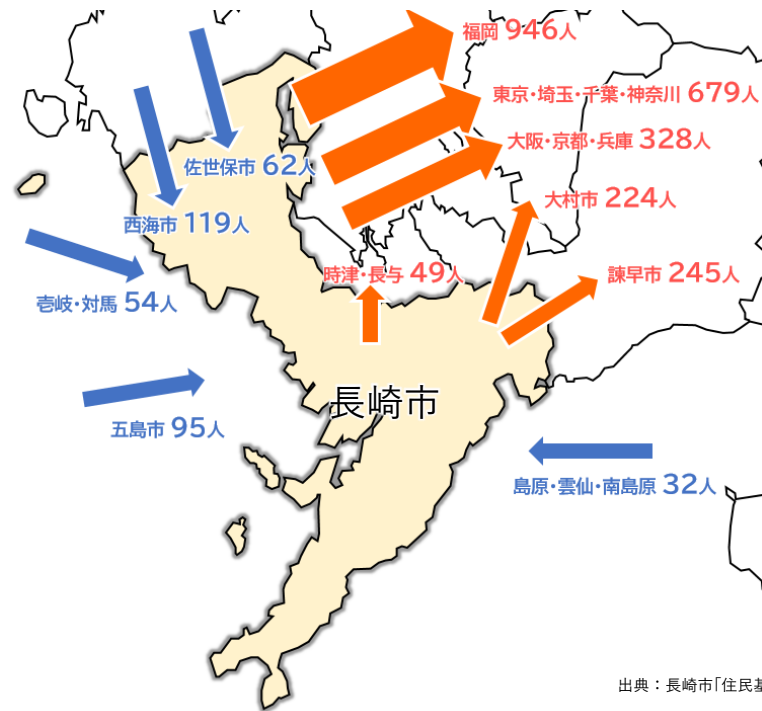 福岡 946人
東京・埼玉・千葉・神奈川 679人
大阪・京都・兵庫 328人
佐世保市 62人
大村市 224人
西海市 119人
時津・長与 49人
諫早市 245人
壱岐・対馬 54人
長崎市
五島市 95人
島原・雲仙・南島原 32人
出典：長崎市「住民基